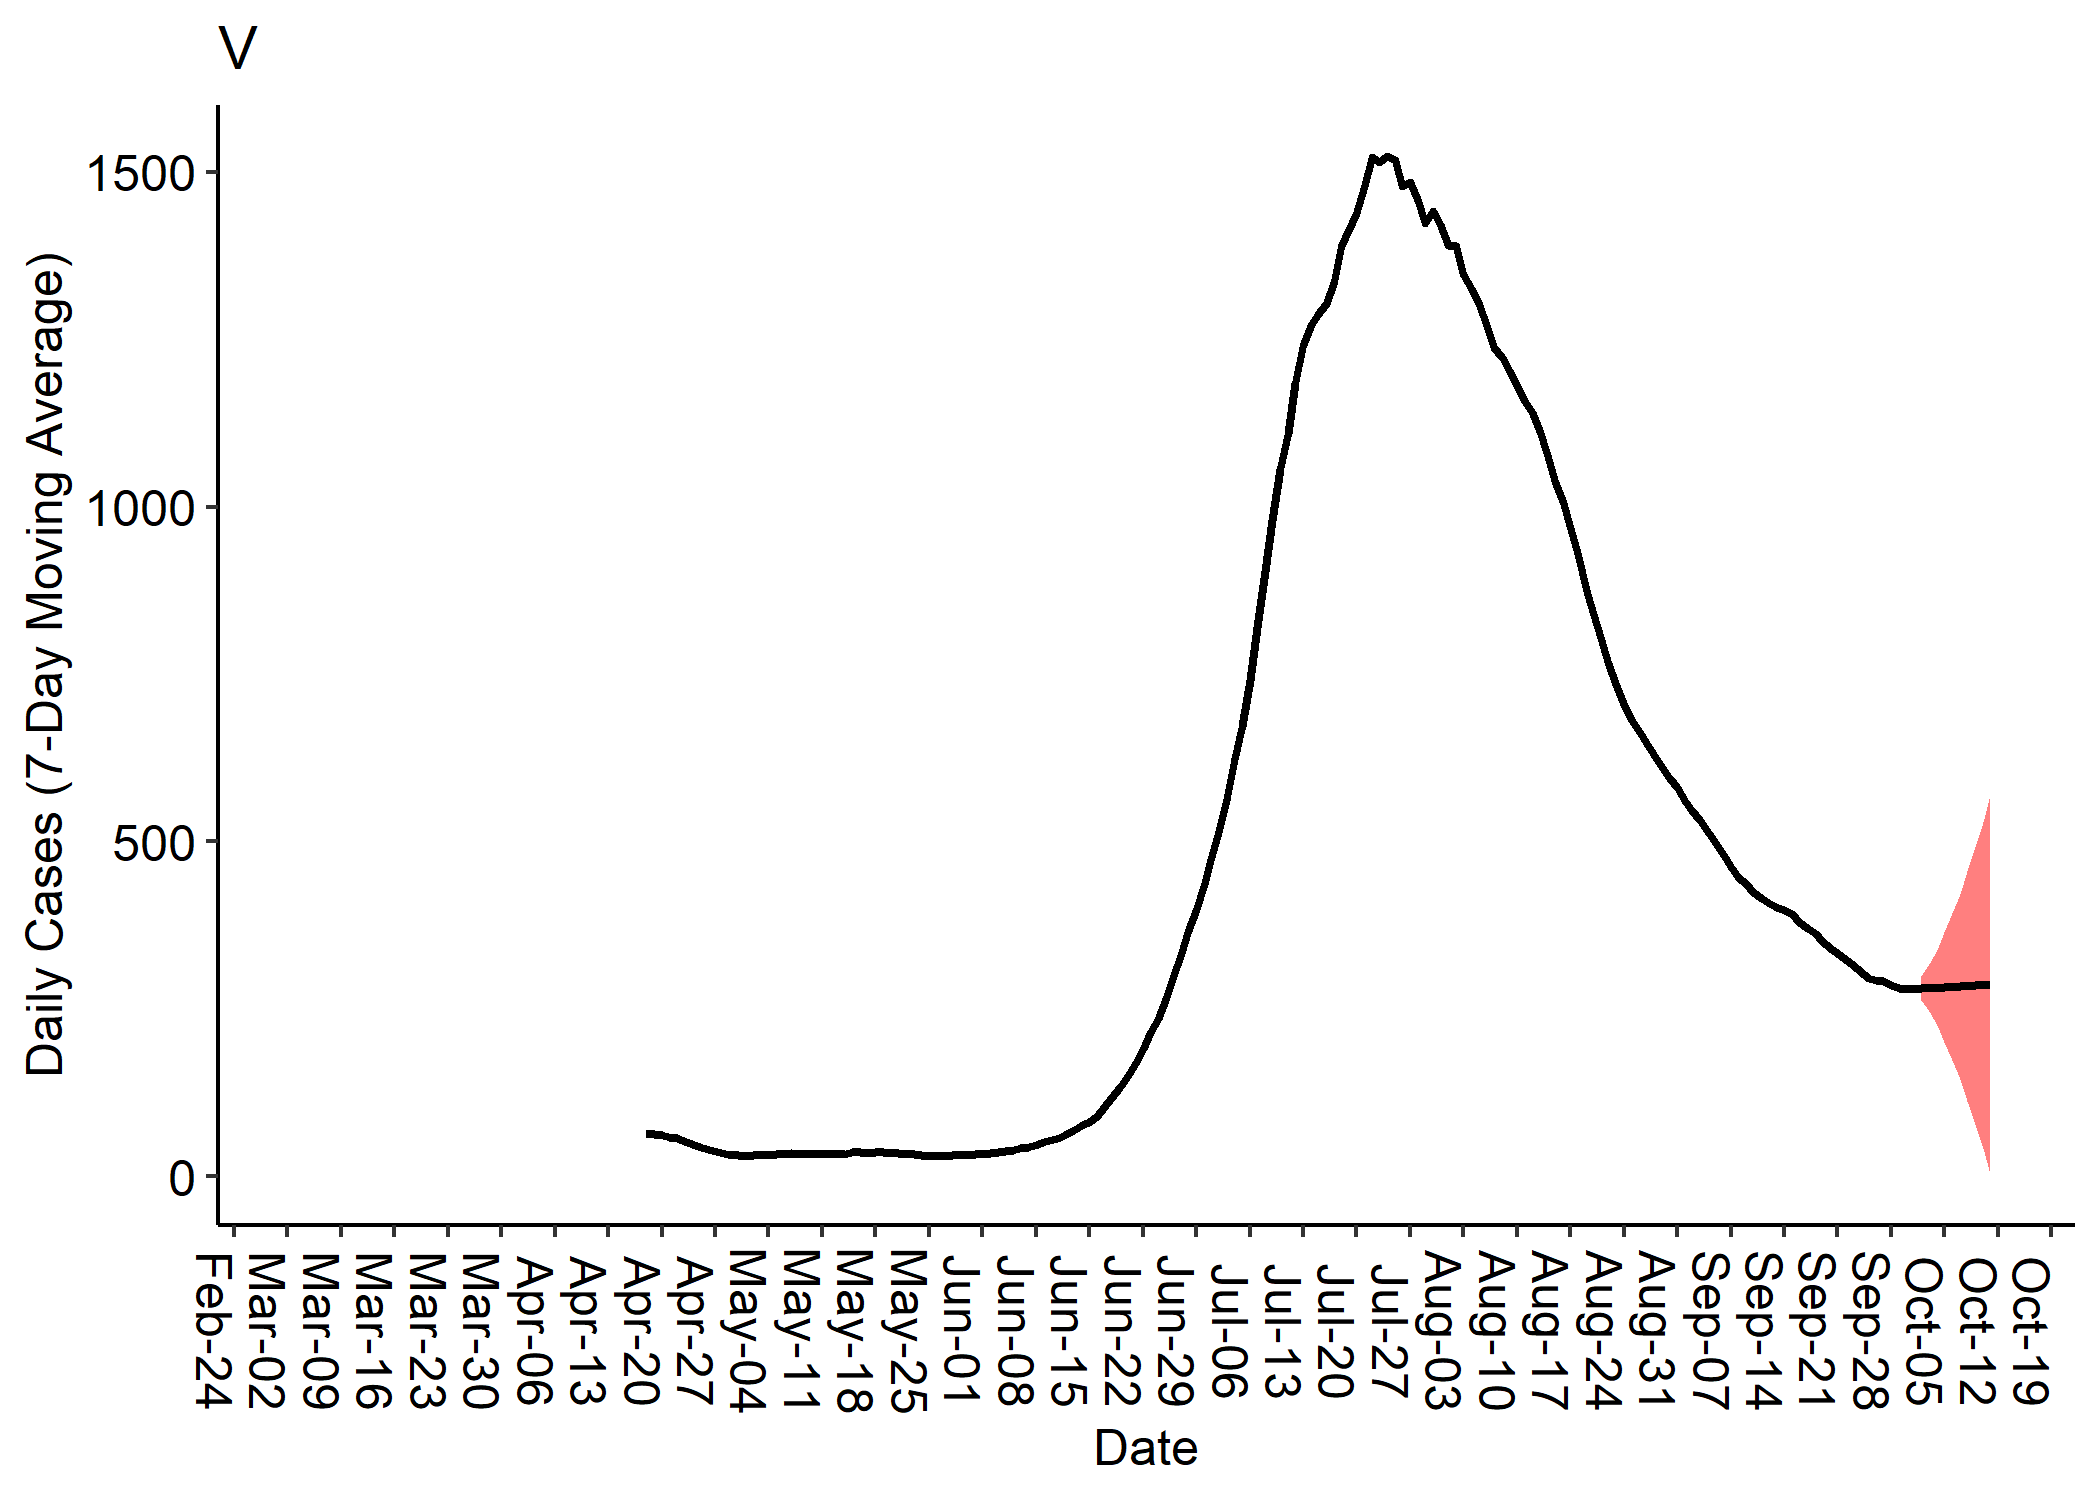 V
Daily Cases (7-Day Moving Average)
1500
1000
500
0
Feb-24
Mar-02
Mar-09
Mar-16
Mar-23
Mar-30
Apr-06
Apr-13
Apr-20
Apr-27
May-04
May-11
May-18
May-25
Jun-01
Jun-08
Jun-15
Jun-22
Jun-29
Jul-06
Jul-13
Jul-20
Jul-27
Aug-03
Aug-10
Aug-17
Aug-24
Aug-31
Sep-07
Sep-14
Sep-21
Sep-28
Oct-05
Oct-12
Oct-19
Date